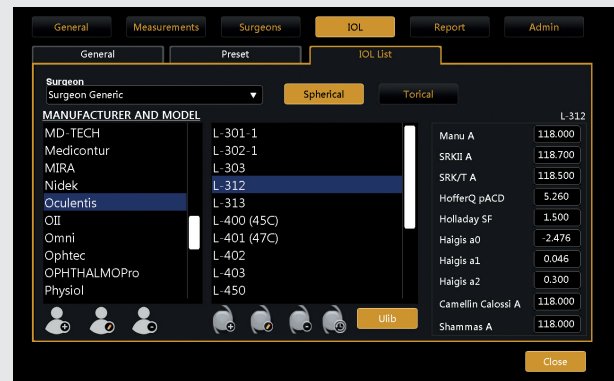 General Measurements Surgeons IOL Report Admin
General Preset IOL List
Surgeon
Surgeon Generic Spherical Torical
MANUFACTURER AND MODEL L-312
MD-TECH L-301-1 Manu A 118.000
Medicontur L-302-1 SRKII A 118.700
MIRA L-303 SRK/T A 118.500
Nidek L-312 HofferQ pACD 5.260
Oculentis L-313 Holladay SF 1.500
OII L-400 (45C) Haigis a0 -2.476
Omni L-401 (47C) Haigis a1 0.046
Ophtec L-402 Haigis a2 0.300
OPHTHALMOPro L-403 Camellin Calossi A 118.000
Physiol L-450 Shammas A 118.000
Ulib
Close